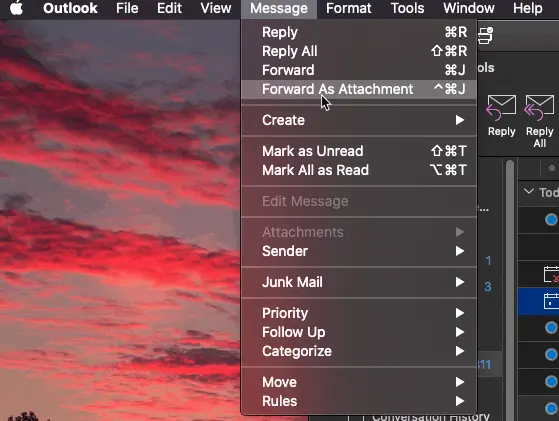 Outlook File Edit View Message Format Tools Window Help
Reply ⌘R
Reply All ⇧⌘R
Forward ⌘J
Forward As Attachment ^⌘J
Create
Mark as Unread ⇧⌘T
Mark All as Read ⌥⌘T
Edit Message
Attachments
Sender
Junk Mail
Priority
Follow Up
Categorize
Move
Rules
ols
Reply
Reply
All
Tod
1
3
Conversation History